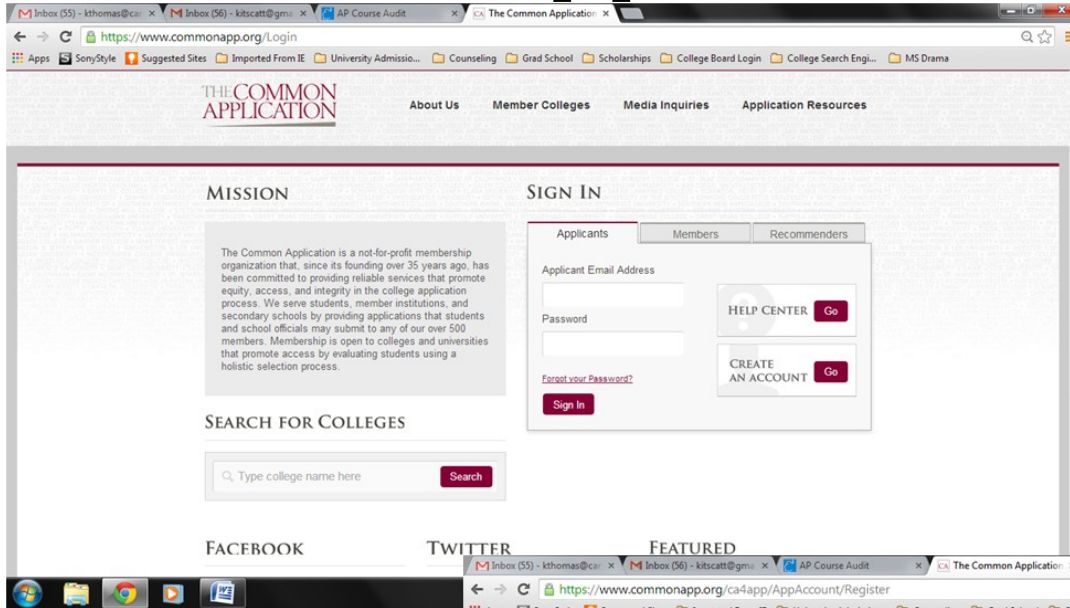 Inbox (55) - kthomas@car
Inbox (56) - kitscatt@gma
AP Course Audit
CA The Common Application
https://www.commonapp.org/Login
Apps
SonyStyle
Suggested Sites
Imported From IE
University Admissio...
Counseling
Grad School
Scholarships
College Board Login
College Search Engi...
MS Drama
THE COMMON
APPLICATION
About Us
Member Colleges
Media Inquiries
Application Resources
MISSION
The Common Application is a not-for-profit membership
organization that, since its founding over 35 years ago, has
been committed to providing reliable services that promote
equity, access, and integrity in the college application
process. We serve students, member institutions, and
secondary schools by providing applications that students
and school officials may submit to any of our over 500
members. Membership is open to colleges and universities
that promote access by evaluating students using a
holistic selection process.
SIGN IN
Applicants
Members
Recommenders
Applicant Email Address
Password
Forgot your Password?
Sign In
HELP CENTER
Go
CREATE
AN ACCOUNT
Go
SEARCH FOR COLLEGES
Type college name here
Search
FACEBOOK
TWITTER
FEATURED
Inbox (55) - kthomas@car
Inbox (56) - kitscatt@gma
AP Course Audit
CA The Common Application
https://www.commonapp.org/ca4app/AppAccount/Register